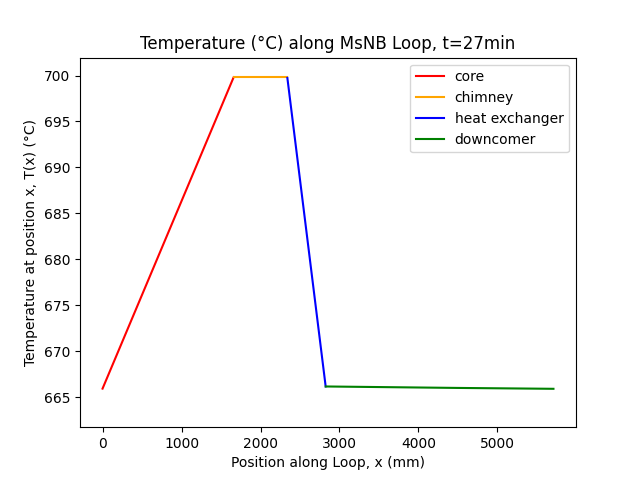 Temperature (°C) along MsNB Loop, t=27min
Temperature at position x, T(x) (°C)
700
695
690
685
680
675
670
665
core
chimney
heat exchanger
downcomer
0
1000
2000
3000
4000
5000
Position along Loop, x (mm)